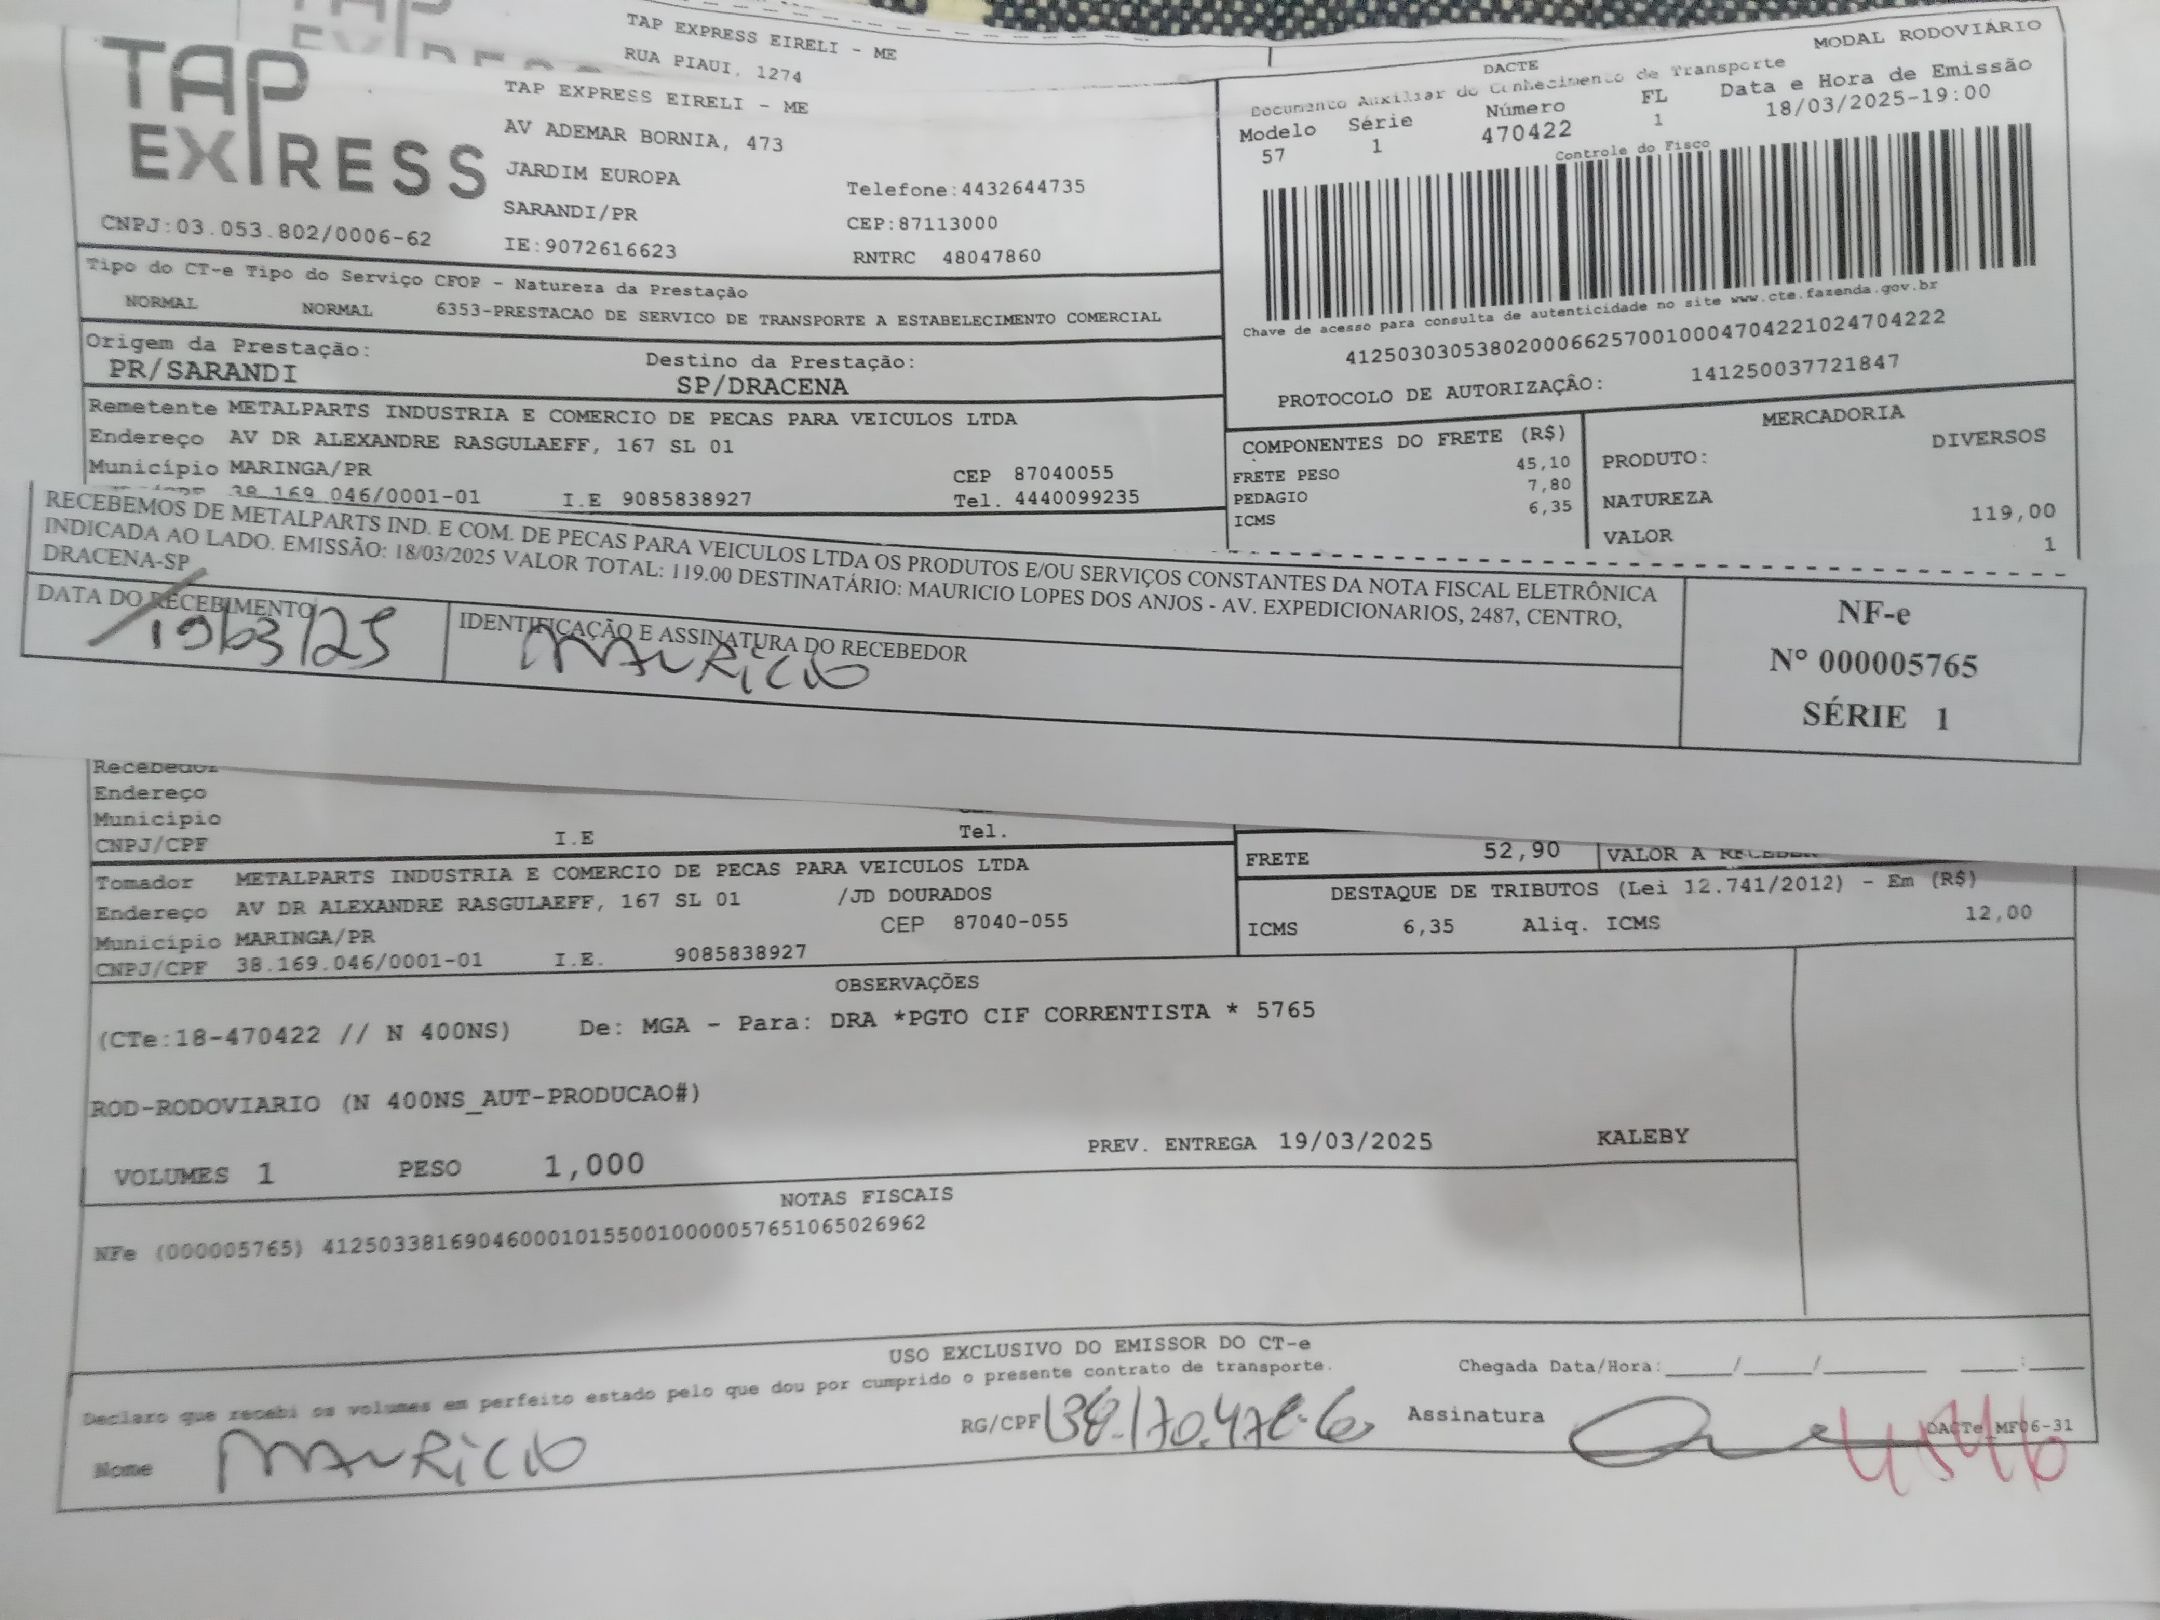 TAP EXPRESS EIRELI - ME
RUA PIAUI, 1274
TAP EXPRESS
TAP EXPRESS EIRELI - ME
AV ADEMAR BORNIA, 473
JARDIM EUROPA
Telefone:4432644735
SARANDI/PR
CEP:87113000
CNPJ:03.053.802/0006-62
IE:9072616623
RNTRC 48047860
MODAL RODOVIÁRIO
DACTE
Documento Auxiliar do Conhecimento de Transporte
Modelo Série Número FL Data e Hora de Emissão
57 1 470422 1 18/03/2025-19:00
Controle do Fisco
Chave de acesso para consulta de autenticidade no site www.cte.fazenda.gov.br
41250303053802000662570010004704221024704222
PROTOCOLO DE AUTORIZAÇÃO: 141250037721847
Tipo do CT-e Tipo do Serviço CFOP - Natureza da Prestação
NORMAL NORMAL 6353-PRESTACAO DE SERVICO DE TRANSPORTE A ESTABELECIMENTO COMERCIAL
Origem da Prestação: Destino da Prestação:
PR/SARANDI SP/DRACENA
Remetente METALPARTS INDUSTRIA E COMERCIO DE PECAS PARA VEICULOS LTDA
Endereço AV DR ALEXANDRE RASGULAEFF, 167 SL 01
Município MARINGA/PR CEP 87040055
38.169.046/0001-01 I.E 9085838927 Tel. 4440099235
COMPONENTES DO FRETE (R$)
FRETE PESO 45,10
PEDAGIO 7,80
ICMS 6,35
MERCADORIA
PRODUTO: DIVERSOS
NATUREZA
VALOR 119,00
1
RECEBEMOS DE METALPARTS IND. E COM. DE PECAS PARA VEICULOS LTDA OS PRODUTOS E/OU SERVIÇOS CONSTANTES DA NOTA FISCAL ELETRÔNICA
INDICADA AO LADO. EMISSÃO: 18/03/2025 VALOR TOTAL: 119.00 DESTINATÁRIO: MAURICIO LOPES DOS ANJOS - AV. EXPEDICIONARIOS, 2487, CENTRO,
DRACENA-SP
DATA DO RECEBIMENTO
19/03/25
IDENTIFICAÇÃO E ASSINATURA DO RECEBEDOR
MAURiCiO
NF-e
N° 000005765
SÉRIE 1
Recebedor
Endereço
Município
CNPJ/CPF I.E Tel.
FRETE 52,90 VALOR A RECEBER
Tomador METALPARTS INDUSTRIA E COMERCIO DE PECAS PARA VEICULOS LTDA
Endereço AV DR ALEXANDRE RASGULAEFF, 167 SL 01 /JD DOURADOS
Município MARINGA/PR CEP 87040-055
CNPJ/CPF 38.169.046/0001-01 I.E. 9085838927
DESTAQUE DE TRIBUTOS (Lei 12.741/2012) - Em (R$)
ICMS 6,35 Aliq. ICMS 12,00
OBSERVAÇÕES
(CTe:18-470422 // N 400NS) De: MGA - Para: DRA *PGTO CIF CORRENTISTA * 5765
ROD-RODOVIARIO (N 400NS_AUT-PRODUCAO#)
VOLUMES 1 PESO 1,000 PREV. ENTREGA 19/03/2025 KALEBY
NOTAS FISCAIS
NFe (000005765) 41250338169046000101550010000057651065026962
USO EXCLUSIVO DO EMISSOR DO CT-e
Declaro que recebi os volumes em perfeito estado pelo que dou por cumprido o presente contrato de transporte. Chegada Data/Hora:____/____/______ ____:____
Nome MAURiCiO RG/CPF Assinatura DACTe_MF06-31